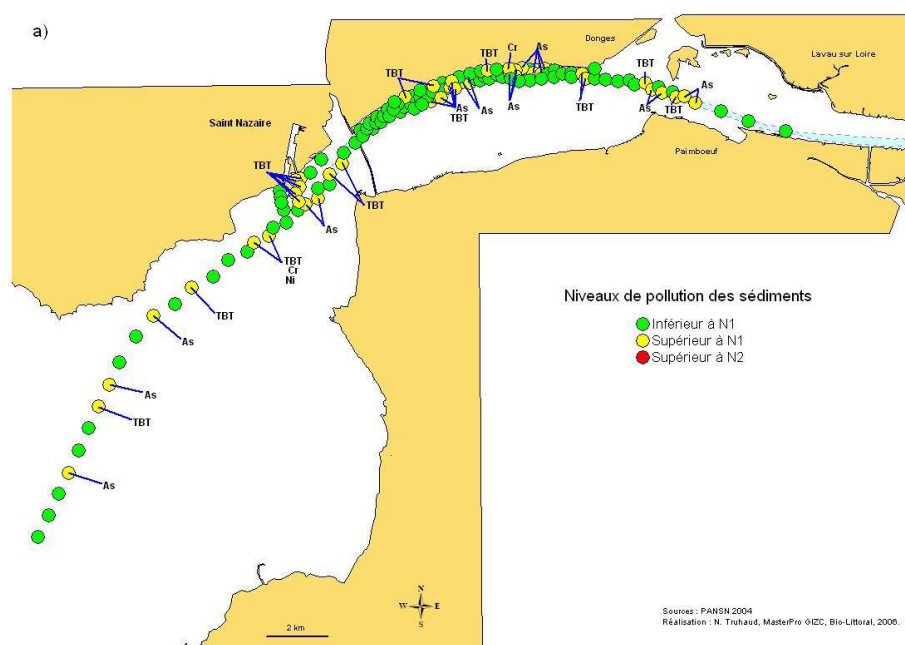 a)
Donges
Lavau sur Loire
TBT
Cr
As
TBT
TBT
As
As
TBT
As
TBT
As
TBT
As
Saint Nazaire
Paimboeuf
TBT
TBT
As
TBT
Cr
Ni
TBT
As
As
TBT
As
Niveaux de pollution des sédiments
Inférieur à N1
Supérieur à N1
Supérieur à N2
N
W
E
S
2 km
Sources : PANSN 2004
Réalisation : N. Truhaud, MasterPro GIZC, Bio-Littoral, 2006.